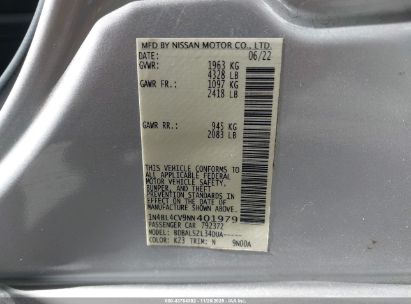 MFD BY NISSAN MOTOR CO., LTD.
DATE: 06/22
GVWR: 1963 KG
4328 LB
GAWR FR.: 1097 KG
2418 LB
GAWR RR.: 945 KG
2083 LB
THIS VEHICLE CONFORMS TO ALL
APPLICABLE U.S. FEDERAL
MOTOR VEHICLE SAFETY,
BUMPER, AND THEFT
PREVENTION STANDARDS
IN EFFECT ON THE DATE OF
MANUFACTURE SHOWN ABOVE.
1N4BL4CV9NN401979
PASSENGER CAR 792372
MODEL: BDBALSZL34DUA-----
COLOR: K23 TRIM: N 9N00A